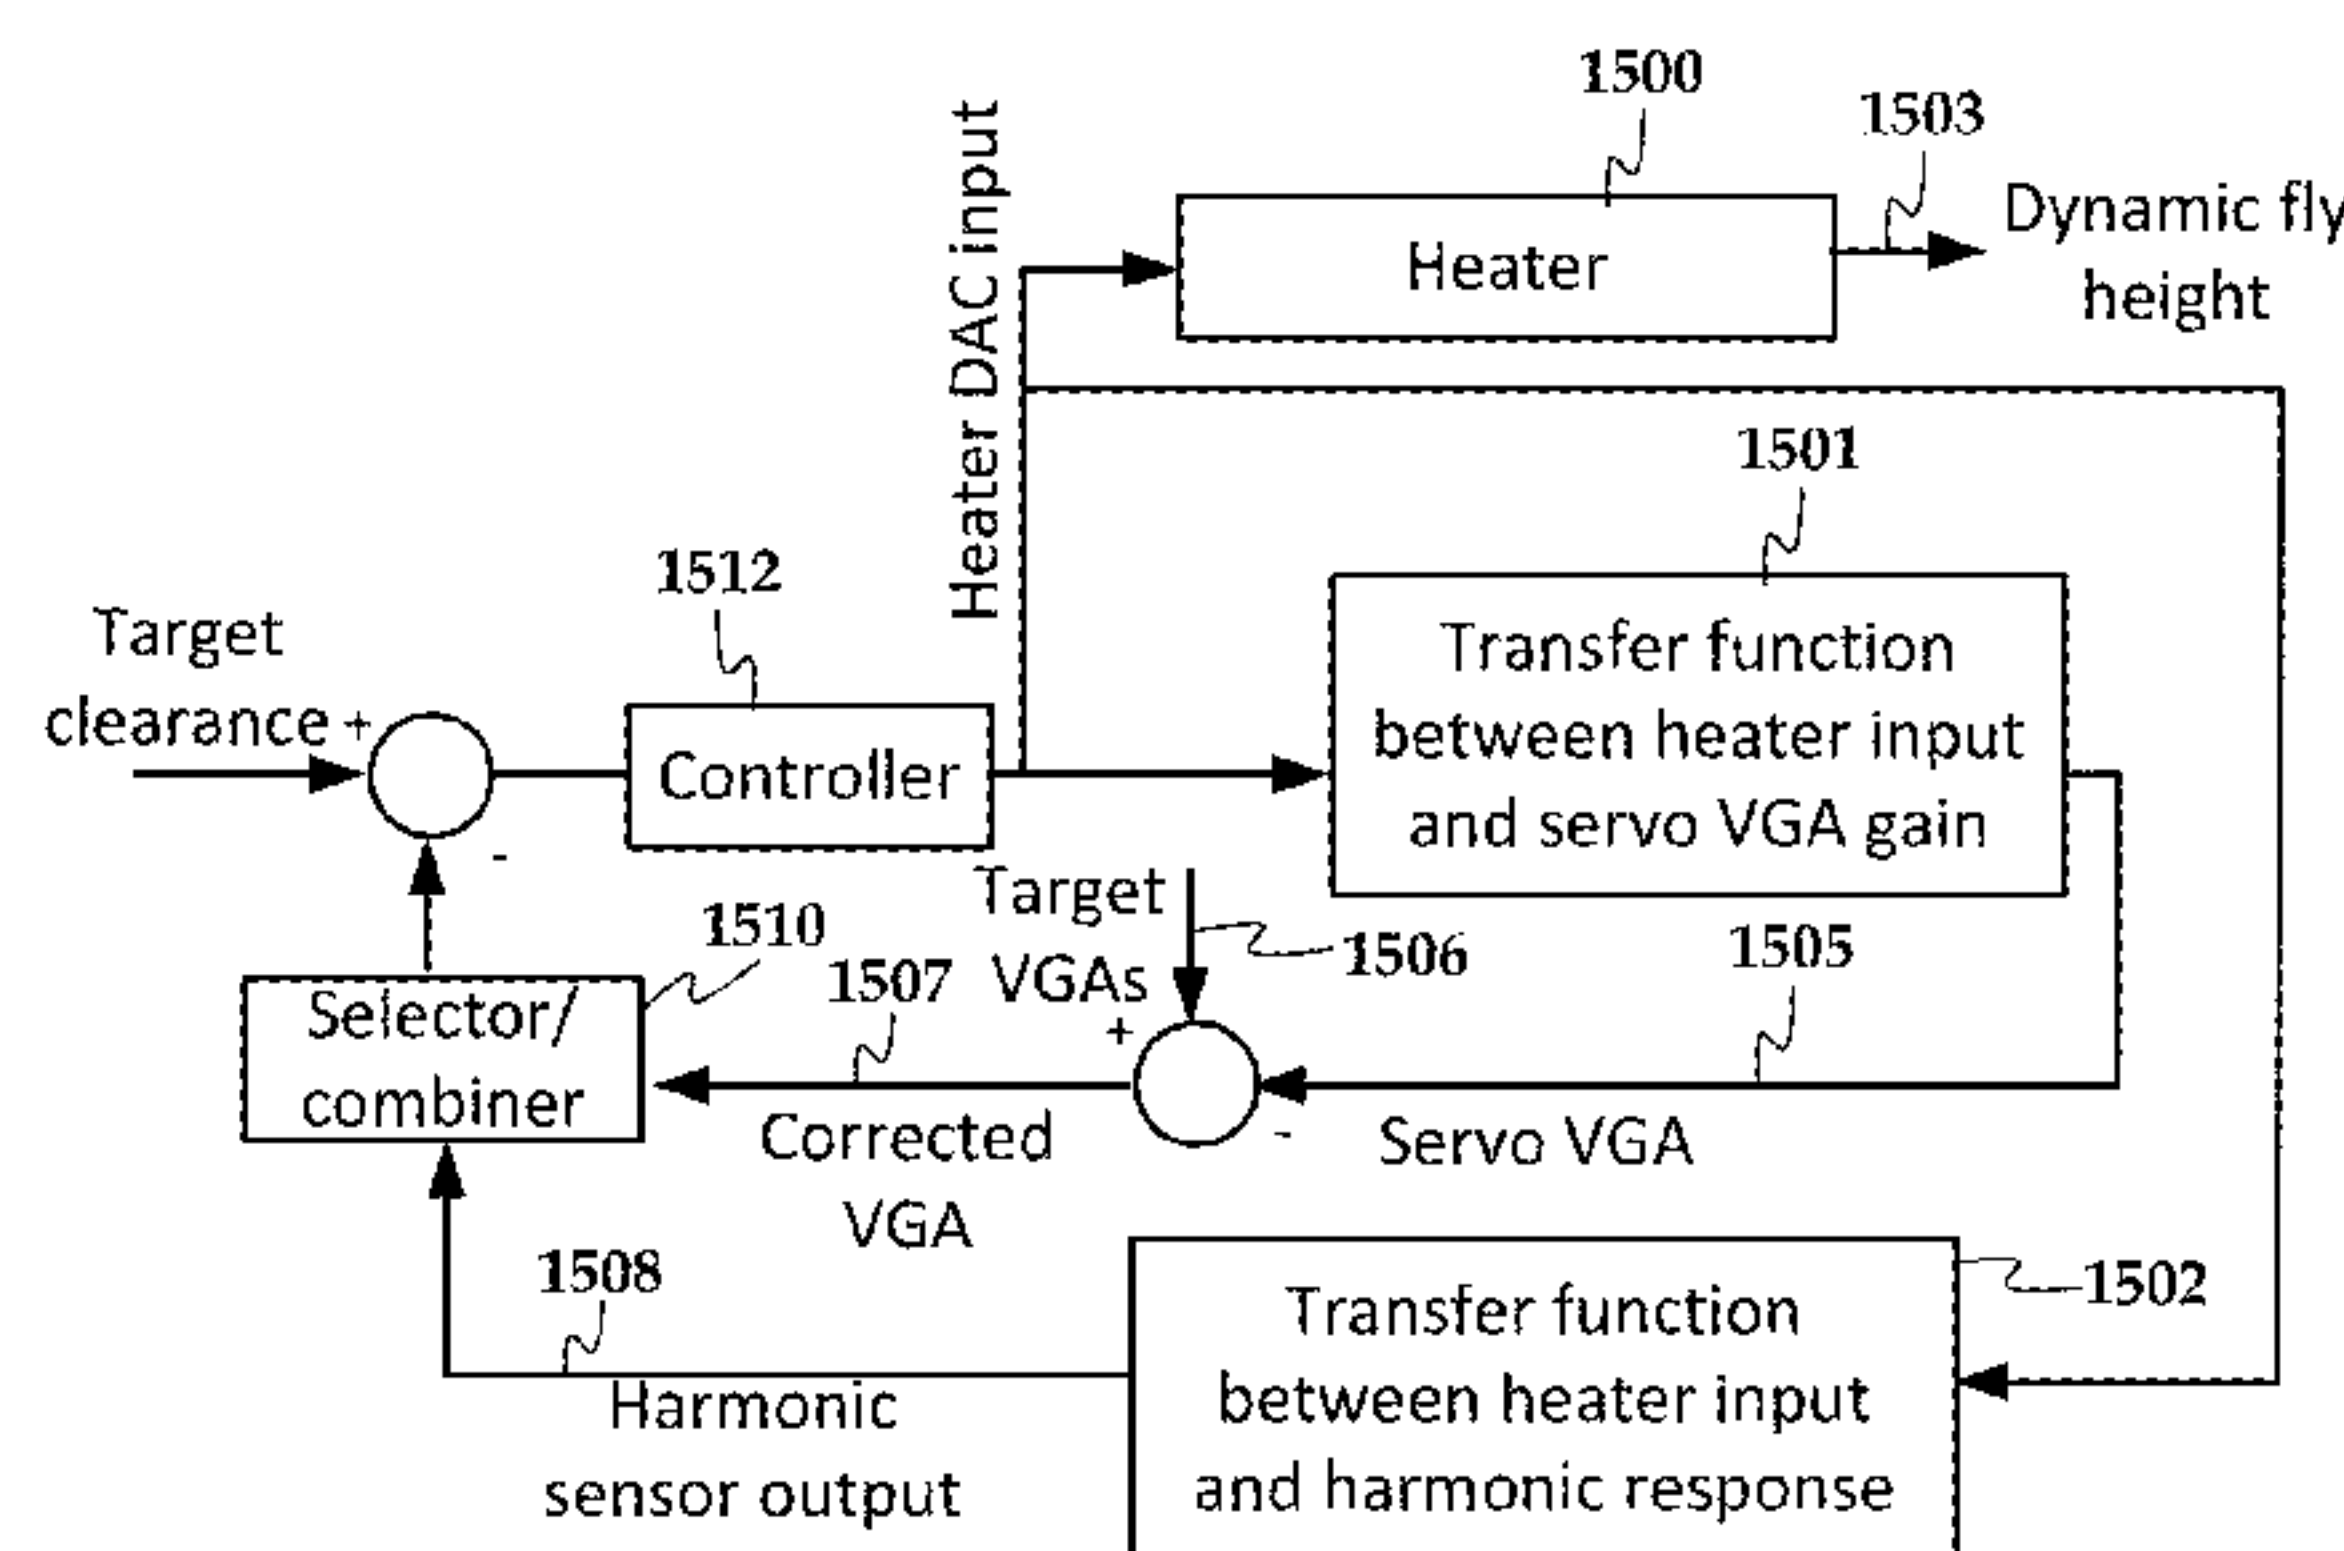 1500
1503
Heater DAC input
Heater
Dynamic fly
height
1501
1512
Target
clearance +
Controller
Transfer function
between heater input
and servo VGA gain
-
Target
VGAs
+
1506
1505
1510
1507
Selector/
combiner
Corrected
VGA
-
Servo VGA
1508
Harmonic
sensor output
1502
Transfer function
between heater input
and harmonic response